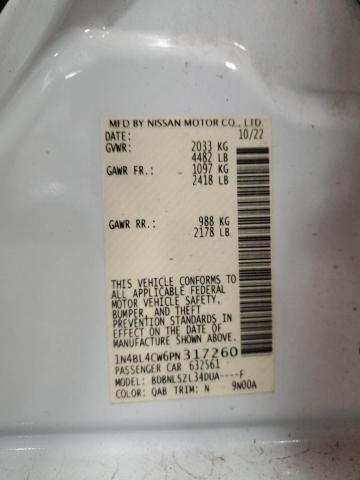 MFD BY NISSAN MOTOR CO., LTD.
DATE: 10/22
GVWR: 2033 KG
4482 LB
GAWR FR.: 1097 KG
2418 LB
GAWR RR.: 988 KG
2178 LB
THIS VEHICLE CONFORMS TO
ALL APPLICABLE FEDERAL
MOTOR VEHICLE SAFETY,
BUMPER, AND THEFT
PREVENTION STANDARDS IN
EFFECT ON THE DATE OF
MANUFACTURE SHOWN ABOVE.
1N4BL4CW6PN317260
PASSENGER CAR 632561
MODEL: BDBNLSZL34DUA----F
COLOR: QAB TRIM: N 9N00A